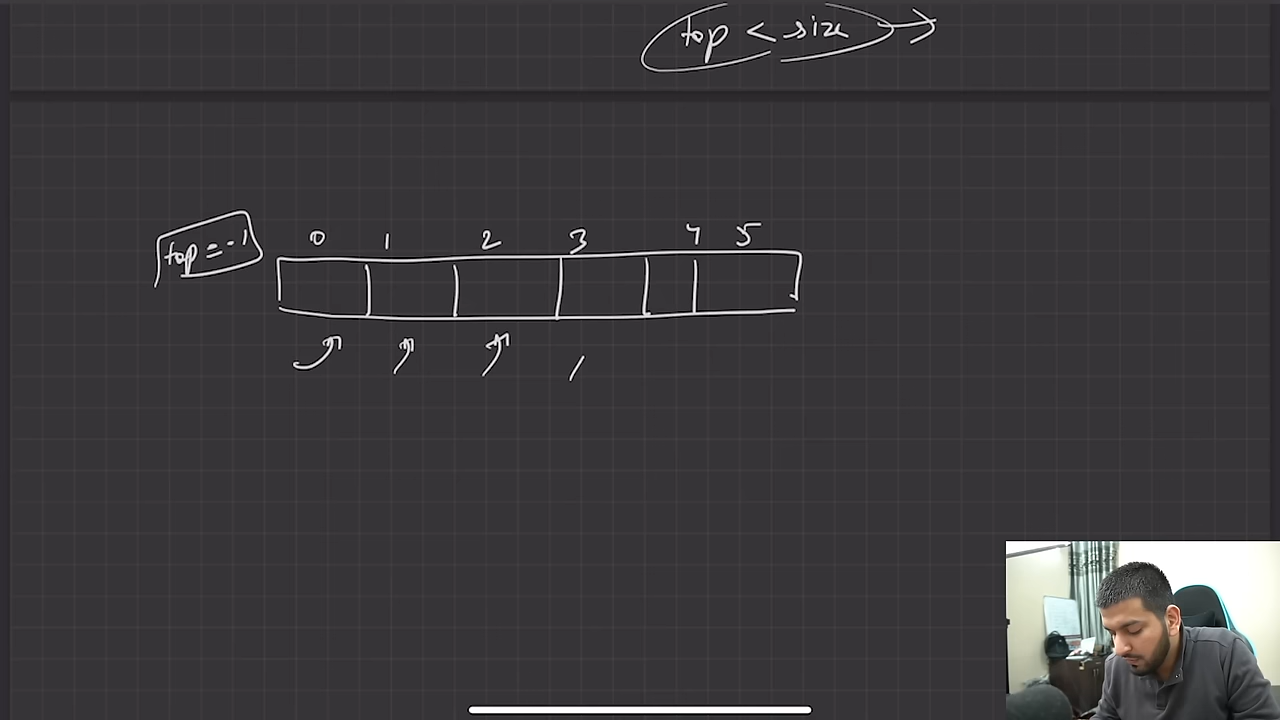 top < size →
top = -1
0 1 2 3 4 5